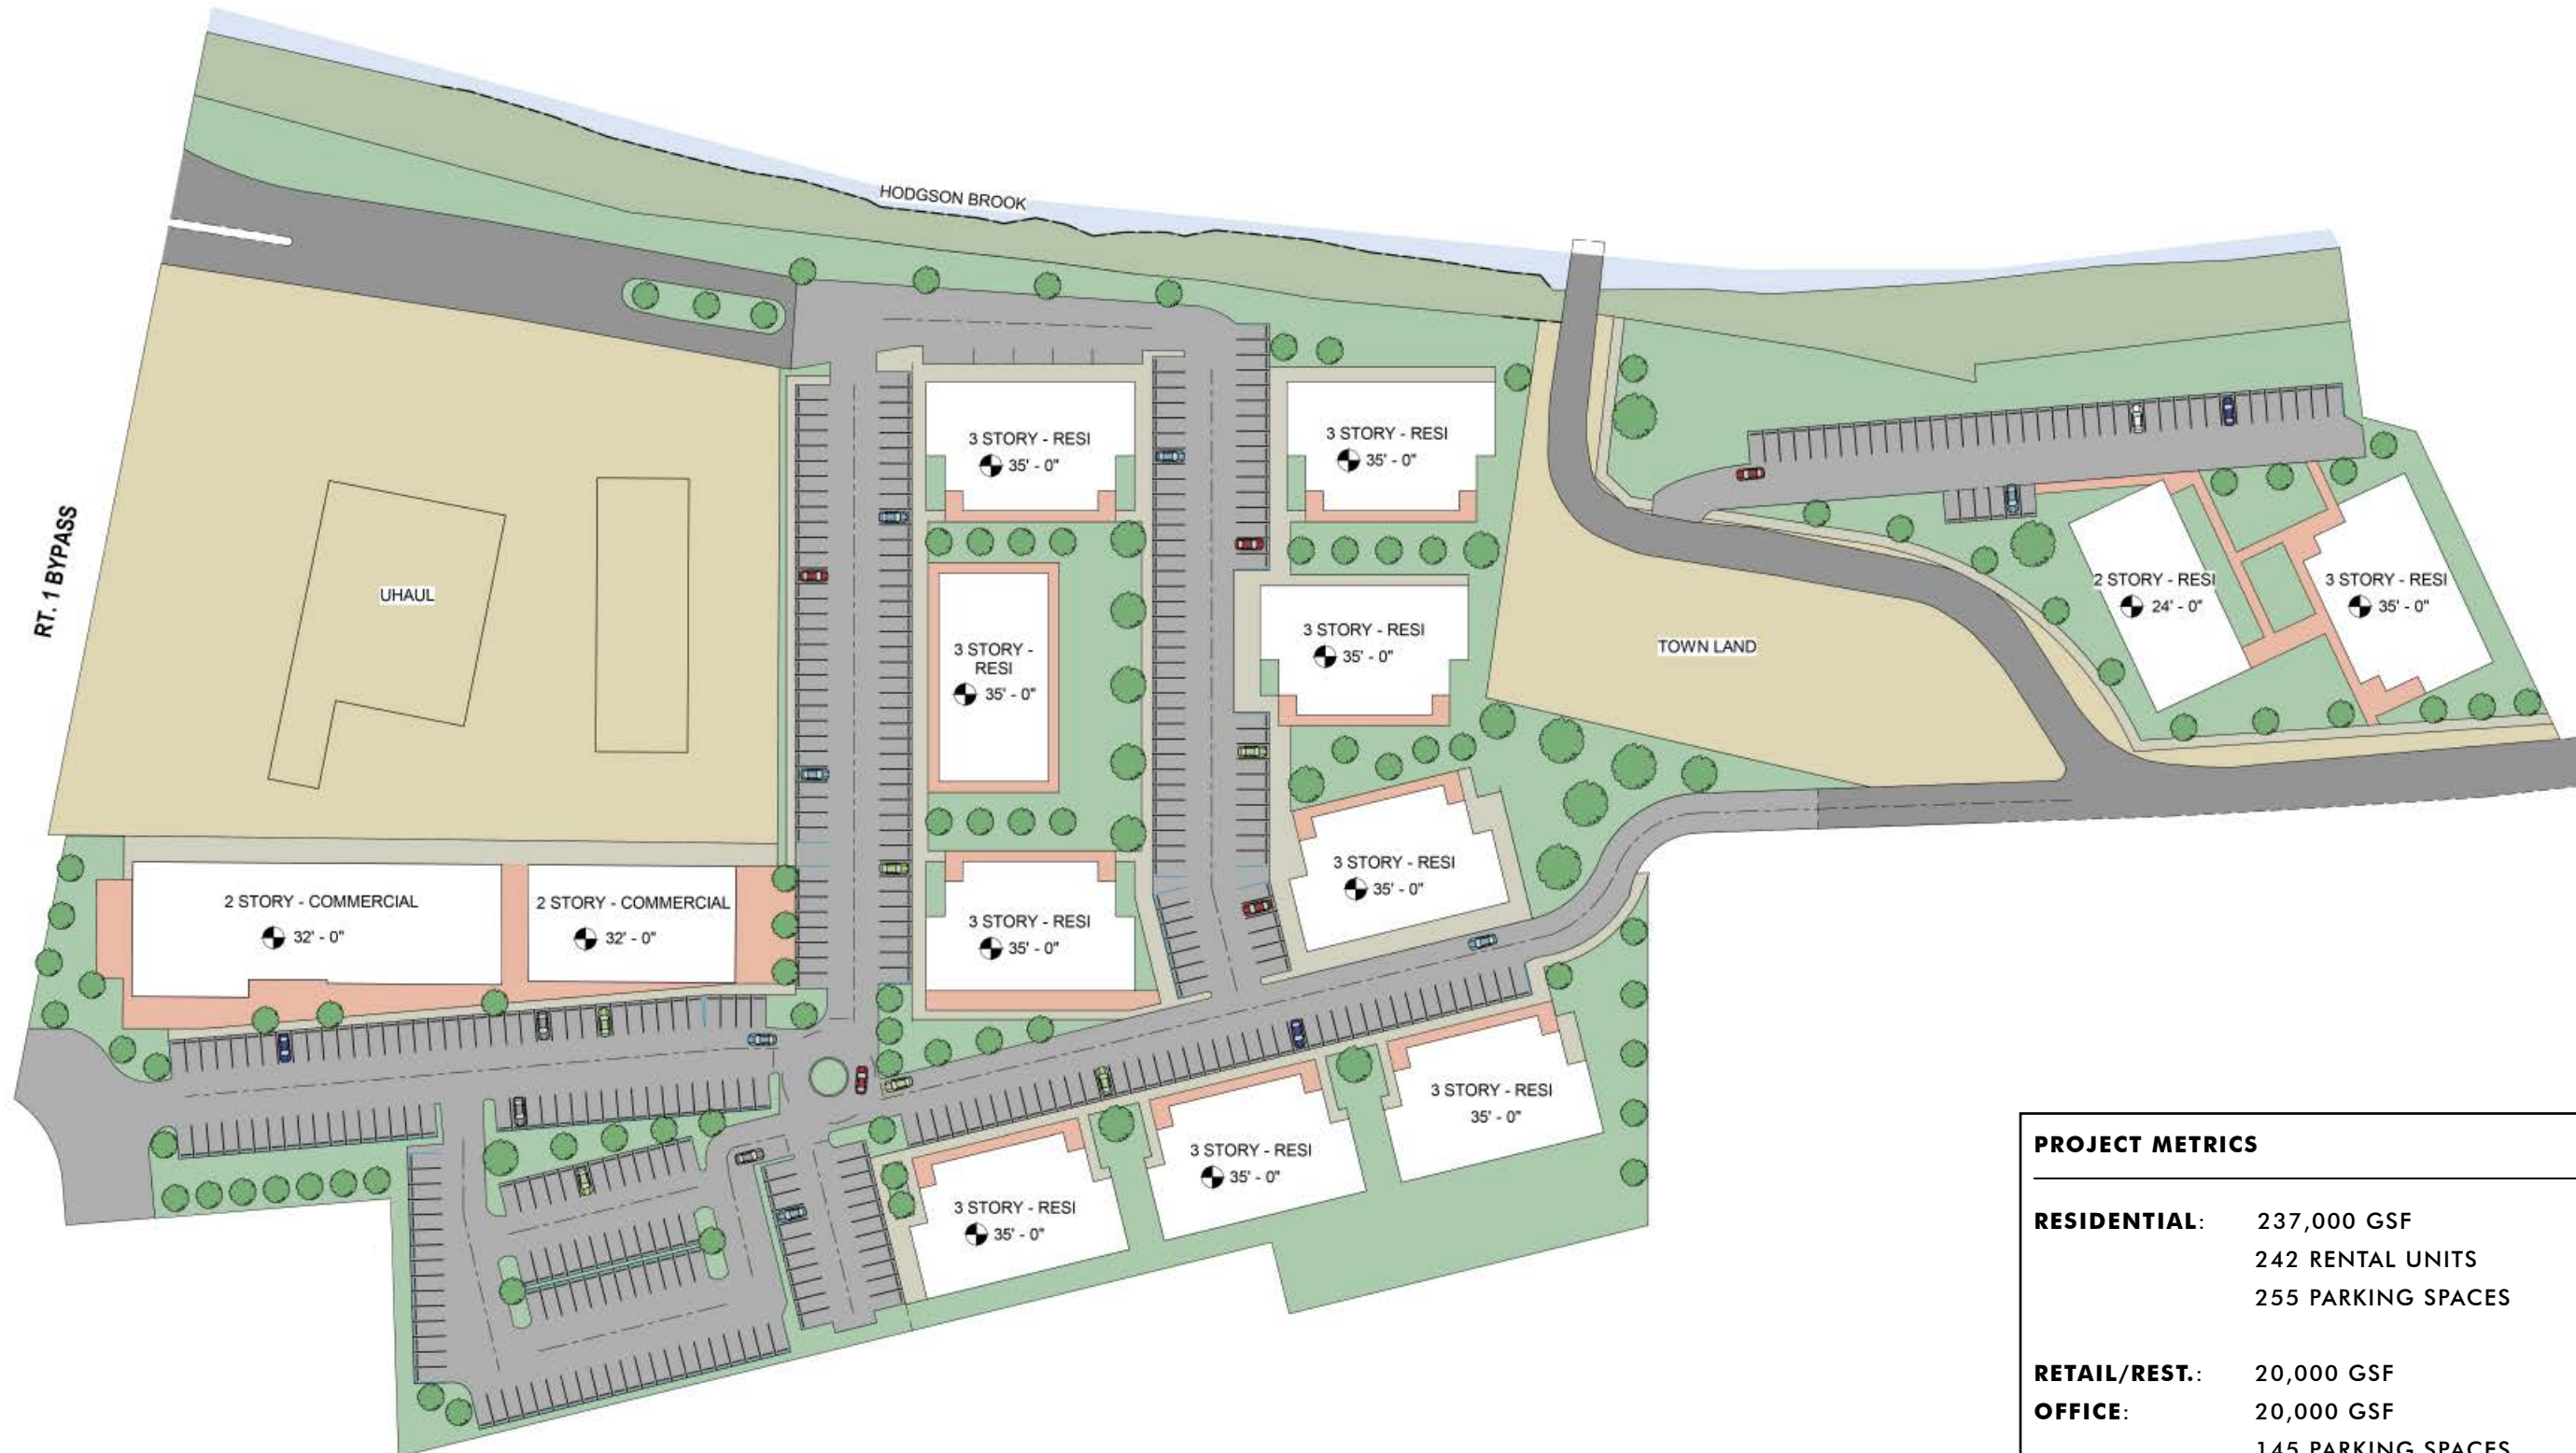 HODGSON BROOK
RT. 1 BYPASS
UHAUL
3 STORY - RESI
35' - 0"
3 STORY - RESI
35' - 0"
3 STORY -
RESI
35' - 0"
3 STORY - RESI
35' - 0"
TOWN LAND
2 STORY - RESI
24' - 0"
3 STORY - RESI
35' - 0"
2 STORY - COMMERCIAL
32' - 0"
2 STORY - COMMERCIAL
32' - 0"
3 STORY - RESI
35' - 0"
3 STORY - RESI
35' - 0"
3 STORY - RESI
35' - 0"
3 STORY - RESI
35' - 0"
3 STORY - RESI
35' - 0"
PROJECT METRICS
RESIDENTIAL: 237,000 GSF
242 RENTAL UNITS
255 PARKING SPACES
RETAIL/REST.: 20,000 GSF
OFFICE: 20,000 GSF
145 PARKING SPACES